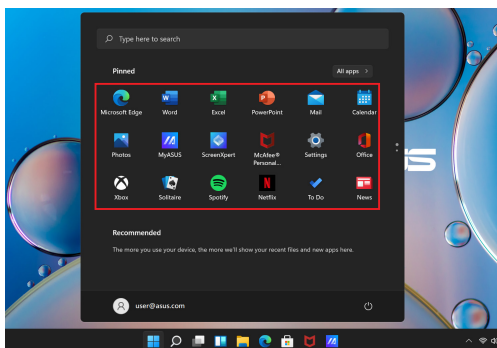 Type here to search
Pinned
All apps >
Microsoft Edge Word Excel PowerPoint Mail Calendar
Photos MyASUS ScreenXpert McAfee® Personal... Settings Office
Xbox Solitaire Spotify Netflix To Do News
Recommended
The more you use your device, the more we'll show your recent files and new apps here.
user@asus.com